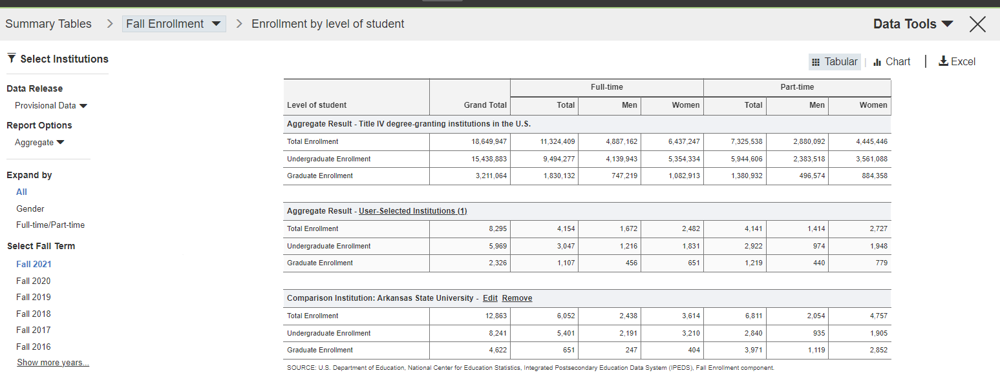 Summary Tables > Fall Enrollment > Enrollment by level of student Data Tools
Select Institutions
Tabular | Chart | Excel
Data Release
Provisional Data
Report Options
Aggregate
Expand by
All
Gender
Full-time/Part-time
Select Fall Term
Fall 2021
Fall 2020
Fall 2019
Fall 2018
Fall 2017
Fall 2016
Show more years...
Full-time Part-time
Level of student Grand Total Total Men Women Total Men Women
Aggregate Result - Title IV degree-granting institutions in the U.S.
Total Enrollment 18,649,947 11,324,409 4,887,162 6,437,247 7,325,538 2,880,092 4,445,446
Undergraduate Enrollment 15,438,883 9,494,277 4,139,943 5,354,334 5,944,606 2,383,518 3,561,088
Graduate Enrollment 3,211,064 1,830,132 747,219 1,082,913 1,380,932 496,574 884,358
Aggregate Result - User-Selected Institutions (1)
Total Enrollment 8,295 4,154 1,672 2,482 4,141 1,414 2,727
Undergraduate Enrollment 5,969 3,047 1,216 1,831 2,922 974 1,948
Graduate Enrollment 2,326 1,107 456 651 1,219 440 779
Comparison Institution: Arkansas State University - Edit Remove
Total Enrollment 12,863 6,052 2,438 3,614 6,811 2,054 4,757
Undergraduate Enrollment 8,241 5,401 2,191 3,210 2,840 935 1,905
Graduate Enrollment 4,622 651 247 404 3,971 1,119 2,852
SOURCE: U.S. Department of Education, National Center for Education Statistics, Integrated Postsecondary Education Data System (IPEDS), Fall Enrollment component.